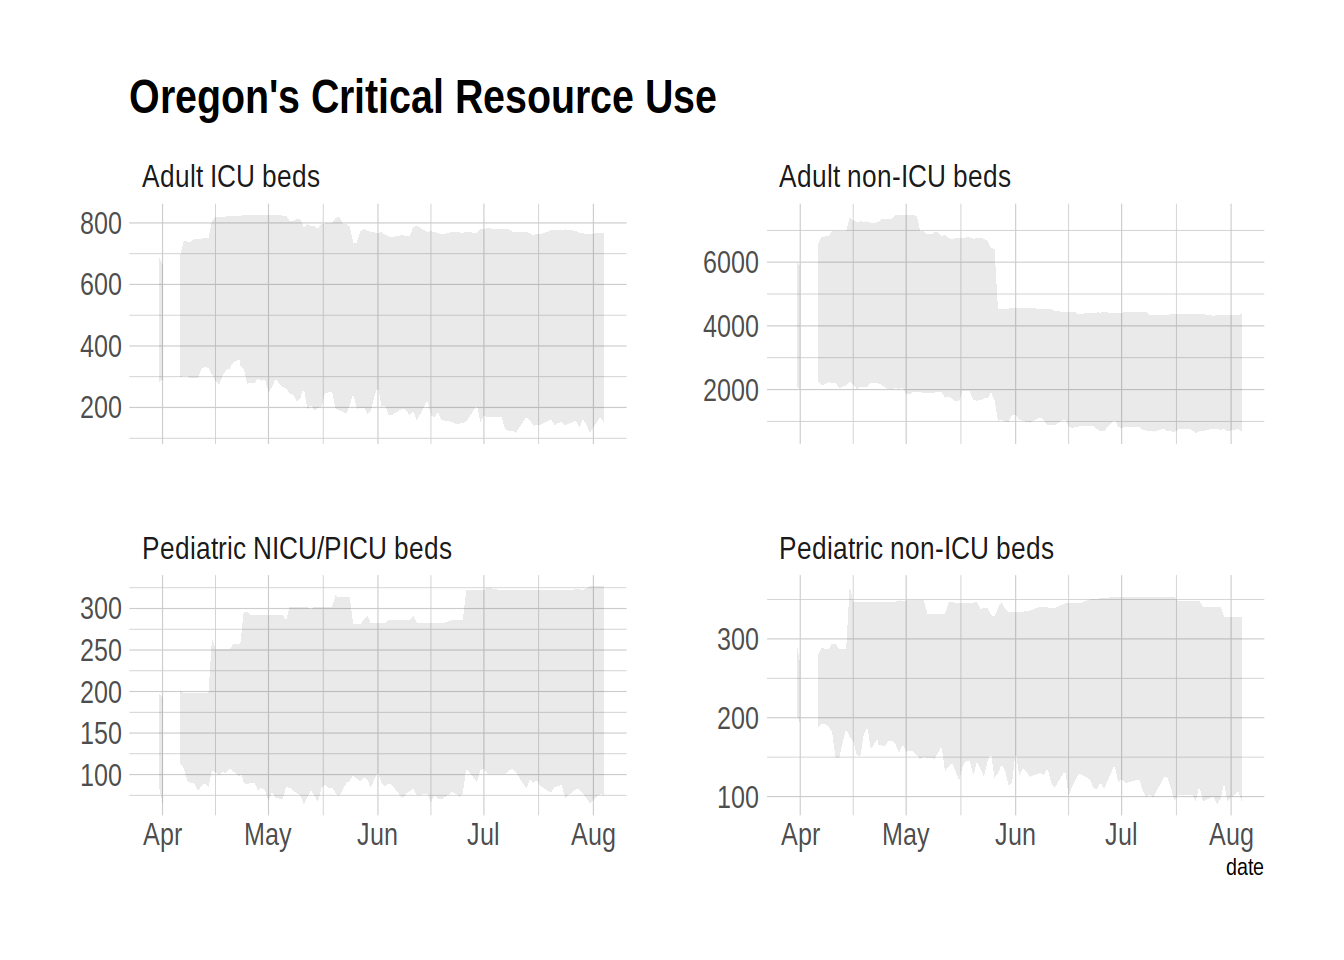 Oregon's Critical Resource Use
Adult ICU beds
Adult non-ICU beds
800
600
400
200
6000
4000
2000
Pediatric NICU/PICU beds
Pediatric non-ICU beds
300
250
200
150
100
300
200
100
Apr May Jun Jul Aug
Apr May Jun Jul Aug
date